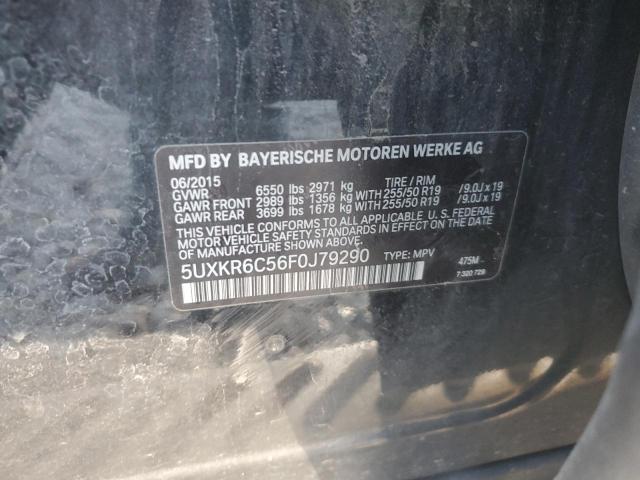 MFD BY BAYERISCHE MOTOREN WERKE AG
06/2015 TIRE / RIM
GVWR 6550 lbs 2971 kg
GAWR FRONT 2989 lbs 1356 kg WITH 255/50 R19 /9.0J x 19
GAWR REAR 3699 lbs 1678 kg WITH 255/50 R19 /9.0J x 19
THIS VEHICLE CONFORMS TO ALL APPLICABLE U.S. FEDERAL
MOTOR VEHICLE SAFETY STANDARDS IN EFFECT ON THE DATE
OF MANUFACTURE SHOWN ABOVE.
5UXKR6C56F0J79290 TYPE: MPV 475M
7 320 729